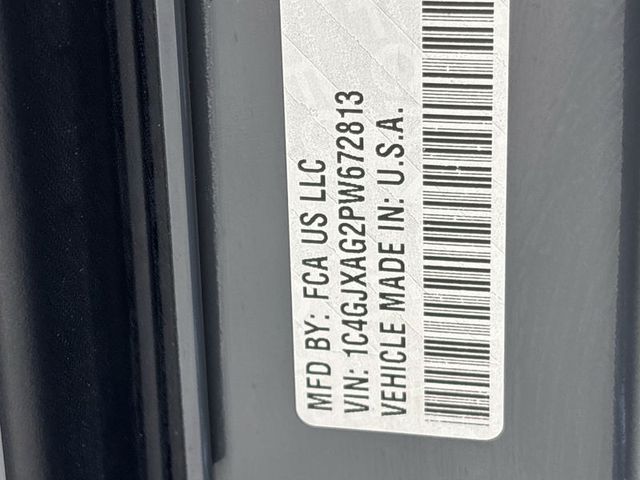 MFD BY: FCA US LLC
VIN: 1C4GJXAG2PW672813
VEHICLE MADE IN: U.S.A.